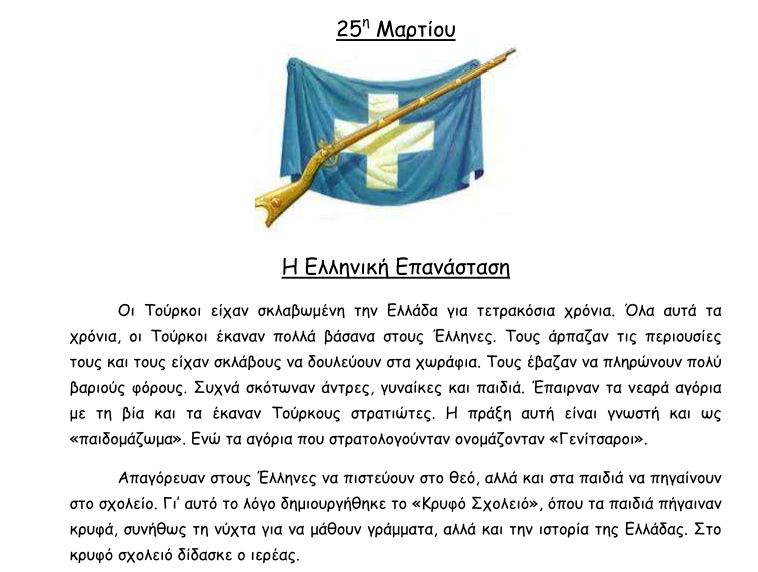 25η Μαρτίου
Η Ελληνική Επανάσταση
Οι Τούρκοι είχαν σκλαβωμένη την Ελλάδα για τετρακόσια χρόνια. Όλα αυτά τα
χρόνια, οι Τούρκοι έκαναν πολλά βάσανα στους Έλληνες. Τους άρπαζαν τις περιουσίες
τους και τους είχαν σκλάβους να δουλεύουν στα χωράφια. Τους έβαζαν να πληρώνουν πολύ
βαριούς φόρους. Συχνά σκότωναν άντρες, γυναίκες και παιδιά. Έπαιρναν τα νεαρά αγόρια
με τη βία και τα έκαναν Τούρκους στρατιώτες. Η πράξη αυτή είναι γνωστή και ως
«παιδομάζωμα». Ενώ τα αγόρια που στρατολογούνταν ονομάζονταν «Γενίτσαροι».
Απαγόρευαν στους Έλληνες να πιστεύουν στο θεό, αλλά και στα παιδιά να πηγαίνουν
στο σχολείο. Γι' αυτό το λόγο δημιουργήθηκε το «Κρυφό Σχολειό», όπου τα παιδιά πήγαιναν
κρυφά, συνήθως τη νύχτα για να μάθουν γράμματα, αλλά και την ιστορία της Ελλάδας. Στο
κρυφό σχολειό δίδασκε ο ιερέας.